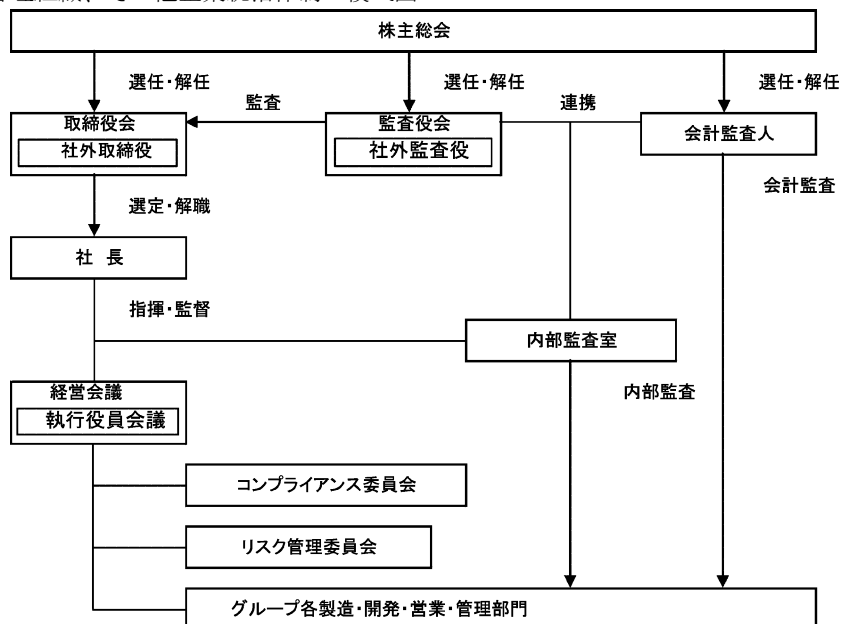 株主総会
選任・解任
選任・解任
選任・解任
監査
連携
取締役会
社外取締役
監査役会
社外監査役
会計監査人
会計監査
選定・解職
社 長
指揮・監督
内部監査室
経営会議
執行役員会議
内部監査
コンプライアンス委員会
リスク管理委員会
グループ各製造・開発・営業・管理部門